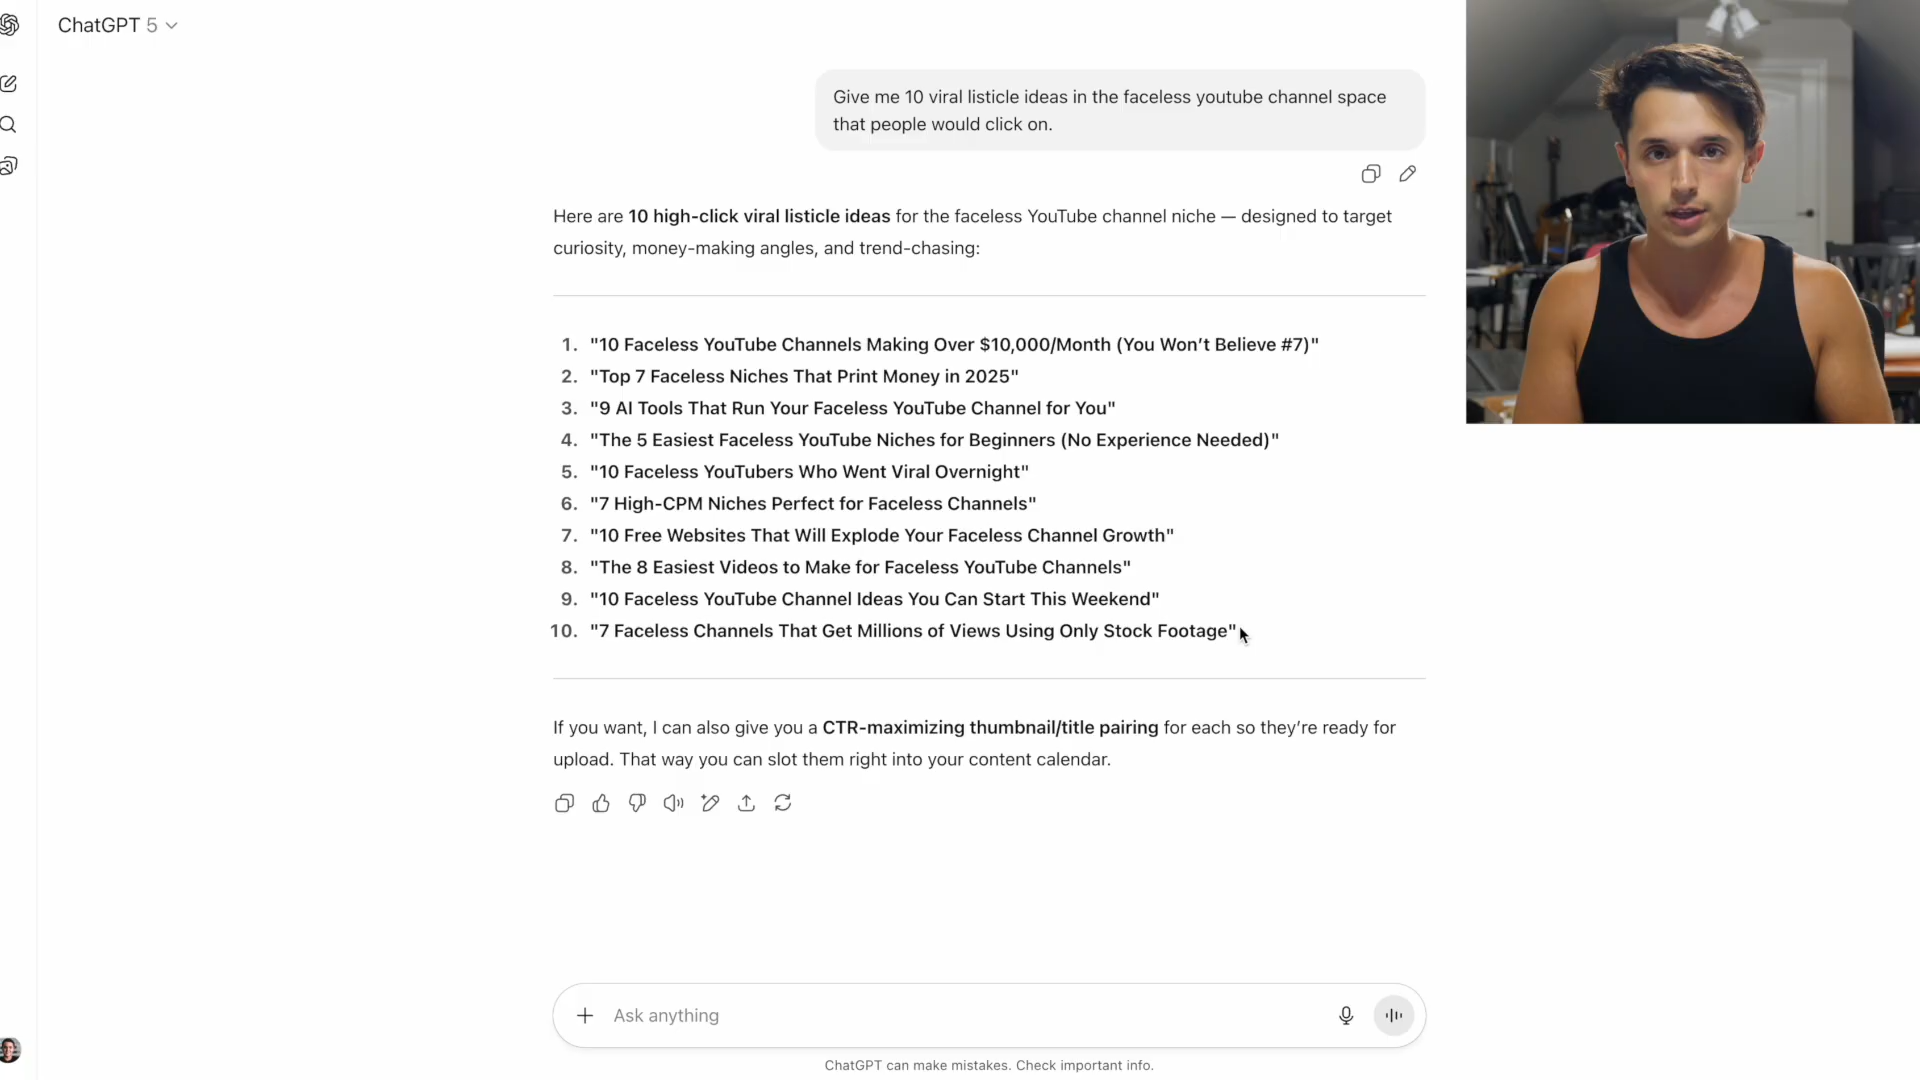 ChatGPT 5
Give me 10 viral listicle ideas in the faceless youtube channel space
that people would click on.
Here are 10 high-click viral listicle ideas for the faceless YouTube channel niche — designed to target
curiosity, money-making angles, and trend-chasing:
1. "10 Faceless YouTube Channels Making Over $10,000/Month (You Won’t Believe #7)"
2. "Top 7 Faceless Niches That Print Money in 2025"
3. "9 AI Tools That Run Your Faceless YouTube Channel for You"
4. "The 5 Easiest Faceless YouTube Niches for Beginners (No Experience Needed)"
5. "10 Faceless YouTubers Who Went Viral Overnight"
6. "7 High-CPM Niches Perfect for Faceless Channels"
7. "10 Free Websites That Will Explode Your Faceless Channel Growth"
8. "The 8 Easiest Videos to Make for Faceless YouTube Channels"
9. "10 Faceless YouTube Channel Ideas You Can Start This Weekend"
10. "7 Faceless Channels That Get Millions of Views Using Only Stock Footage"
If you want, I can also give you a CTR-maximizing thumbnail/title pairing for each so they’re ready for
upload. That way you can slot them right into your content calendar.
Ask anything
ChatGPT can make mistakes. Check important info.